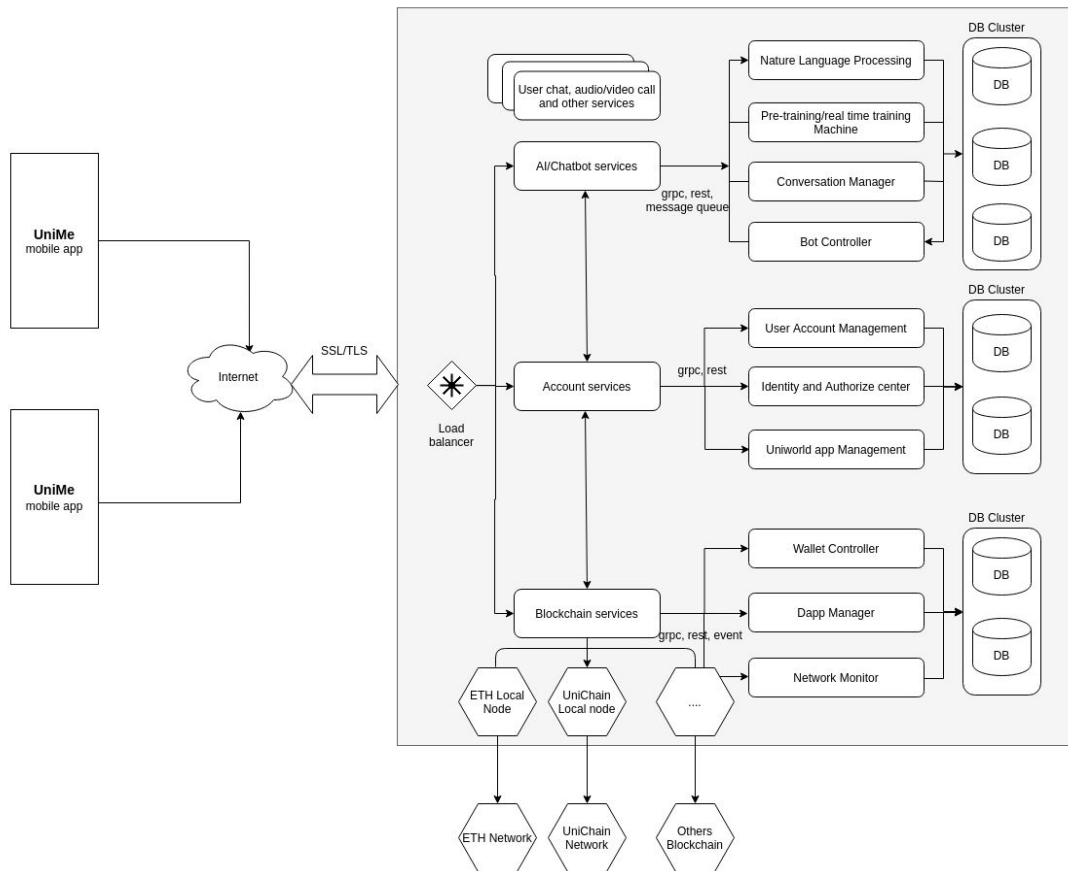 DB Cluster
Nature Language Processing
DB
User chat, audio/video call
and other services
Pre-training/real time training
Machine
DB
AI/Chatbot services
grpc, rest,
message queue
Conversation Manager
Bot Controller
DB
UniMe
mobile app
DB Cluster
User Account Management
DB
SSL/TLS
Internet
Load
balancer
Account services
grpc, rest
Identity and Authorize center
DB
Uniworld app Management
UniMe
mobile app
DB Cluster
Wallet Controller
DB
Blockchain services
grpc, rest, event
Dapp Manager
DB
Network Monitor
ETH Local
Node
UniChain
Local node
....
ETH Network
UniChain
Network
Others
Blockchain